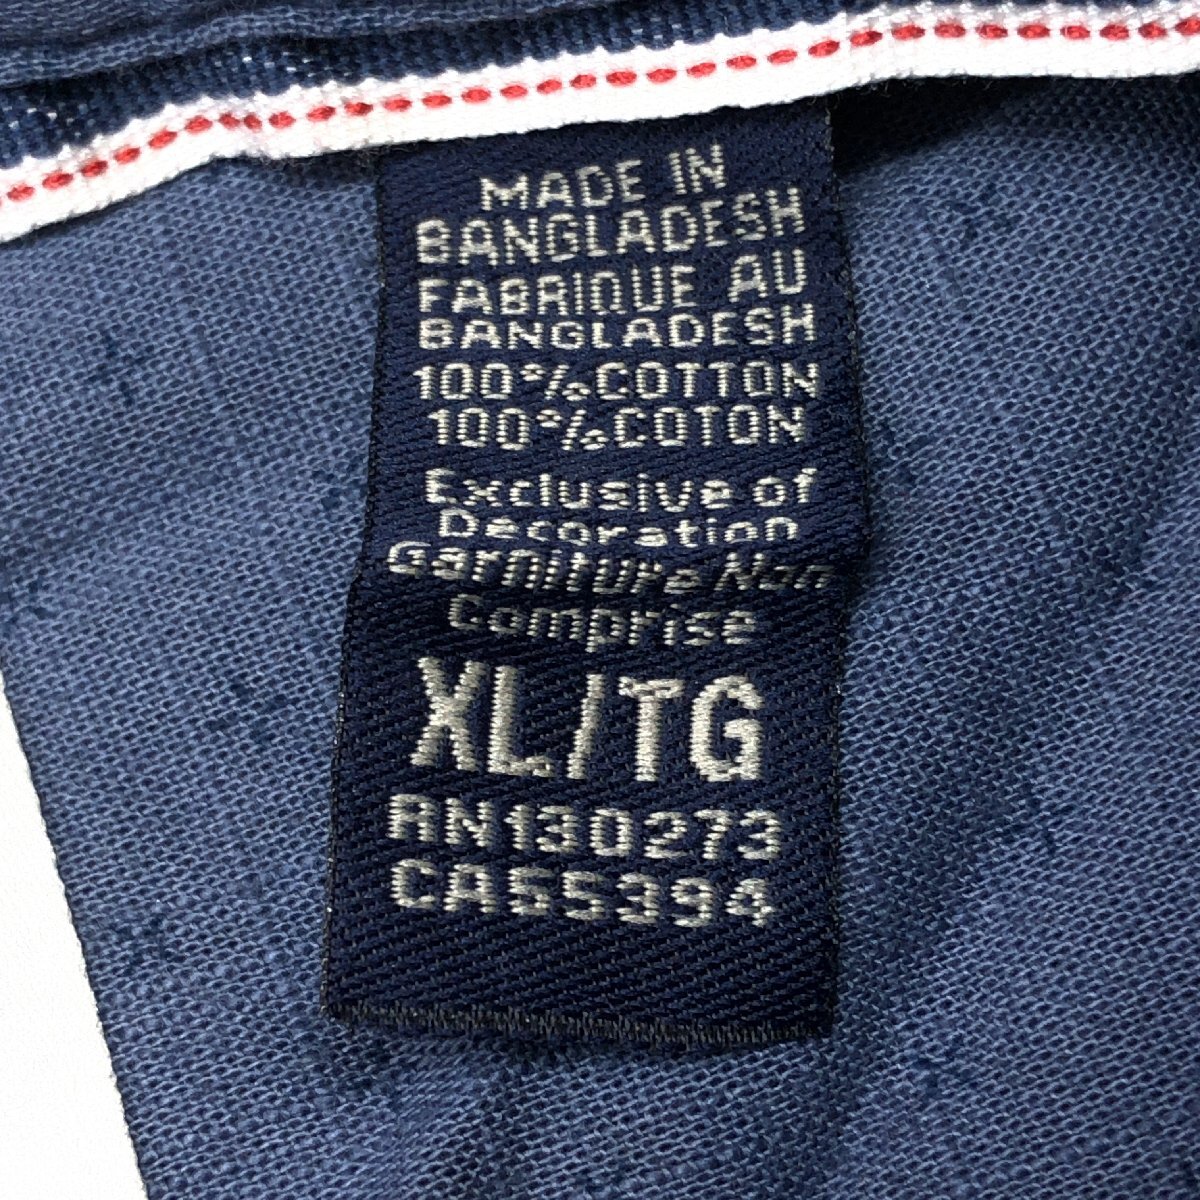 MADE IN
BANGLADESH
FABRIQUE AU
BANGLADESH
100%COTTON
100%COTON
Exclusive of
Decoration
Garniture Non
Comprise
XL/TG
RN130273
CA55394